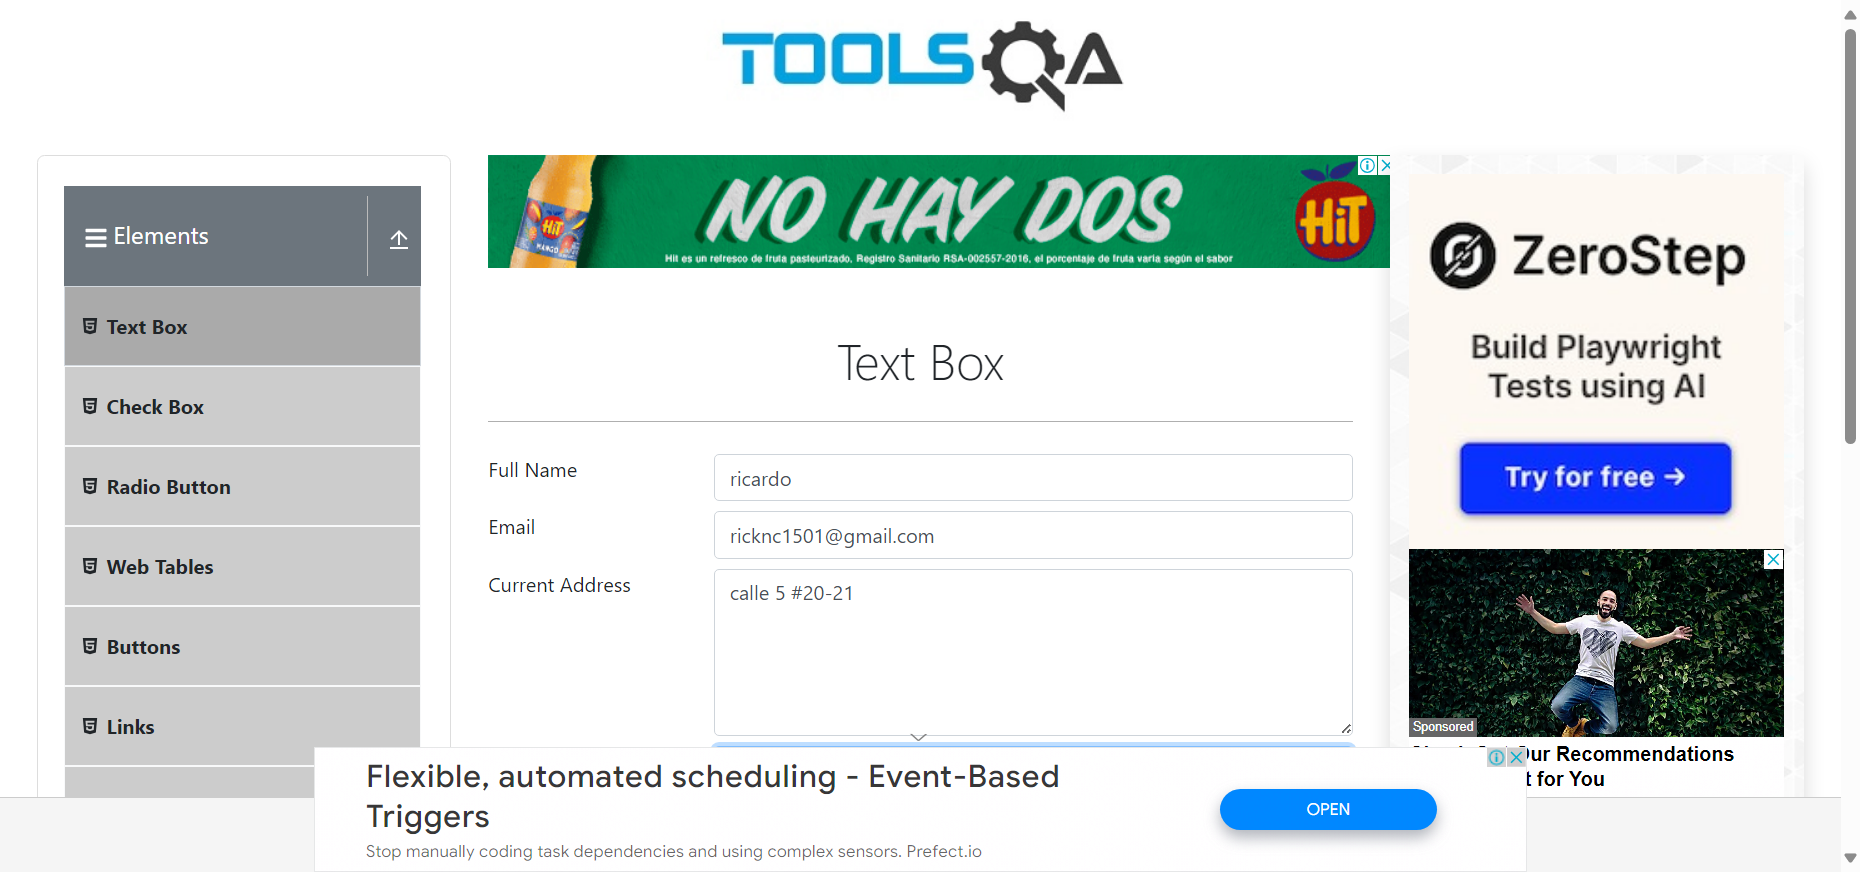 TOOLSQA
Elements
Text Box
Check Box
Radio Button
Web Tables
Buttons
Links
HiT
MANGO
NO HAY DOS
HiT
Hit es un refresco de fruta pasteurizado. Registro Sanitario RSA-002557-2016, el porcentaje de fruta varia según el sabor
Text Box
Full Name
ricardo
Email
ricknc1501@gmail.com
Current Address
calle 5 #20-21
ZeroStep
Build Playwright
Tests using AI
Try for free →
Sponsored
Our Recommendations
t for You
Flexible, automated scheduling - Event-Based
Triggers
Stop manually coding task dependencies and using complex sensors. Prefect.io
OPEN